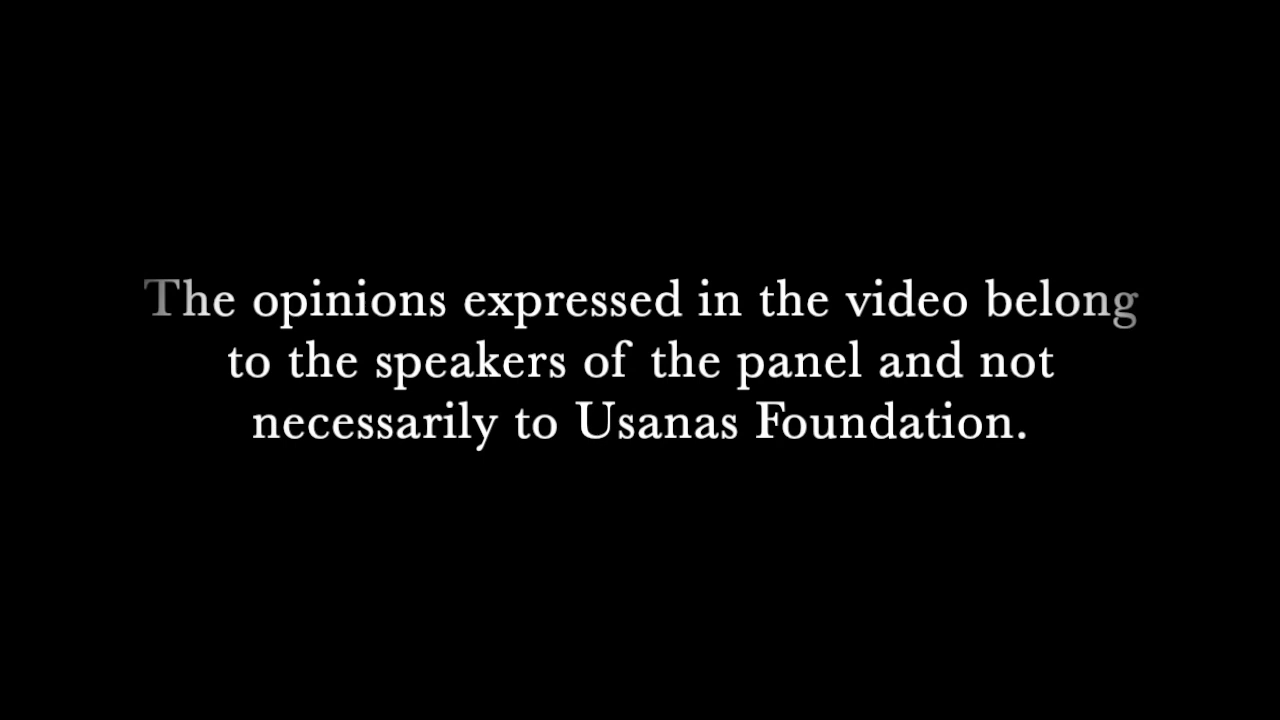 The opinions expressed in the video belong
to the speakers of the panel and not
necessarily to Usanas Foundation.